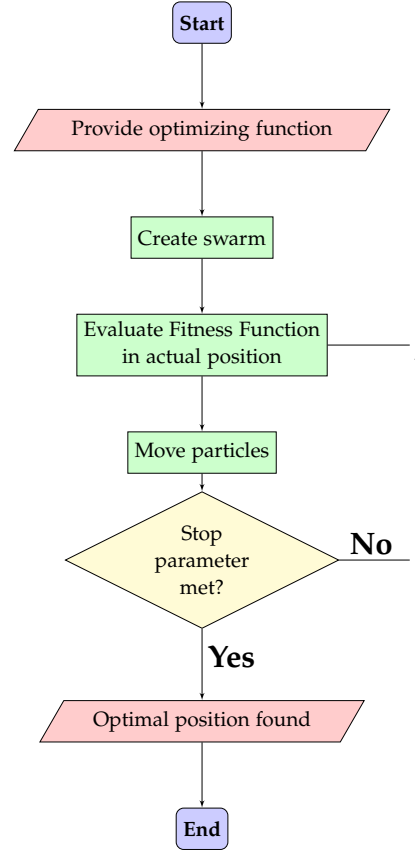 Start
Provide optimizing function
Create swarm
Evaluate Fitness Function
in actual position
Move particles
Stop
parameter
met?
No
Yes
Optimal position found
End